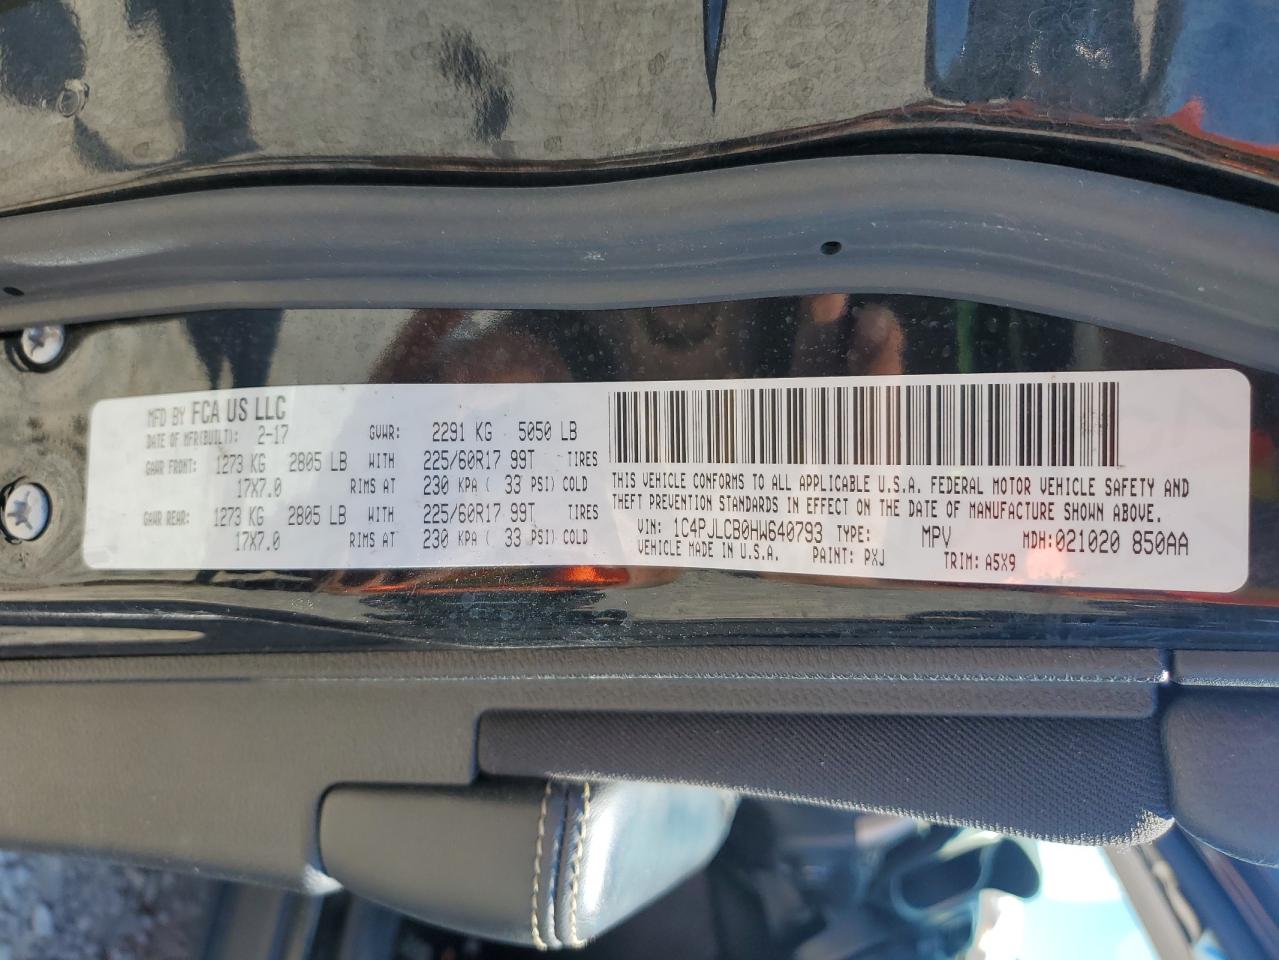 MFD BY FCA US LLC
DATE OF MFR(BUILT): 2-17 GVWR: 2291 KG 5050 LB
GAWR FRONT: 1273 KG 2805 LB WITH 225/60R17 99T TIRES
17X7.0 RIMS AT 230 KPA ( 33 PSI) COLD
GAWR REAR: 1273 KG 2805 LB WITH 225/60R17 99T TIRES
17X7.0 RIMS AT 230 KPA ( 33 PSI) COLD
THIS VEHICLE CONFORMS TO ALL APPLICABLE U.S.A. FEDERAL MOTOR VEHICLE SAFETY AND
THEFT PREVENTION STANDARDS IN EFFECT ON THE DATE OF MANUFACTURE SHOWN ABOVE.
VIN: 1C4PJLCB0HW640793 TYPE: MPV MDH:021020 850AA
VEHICLE MADE IN U.S.A. PAINT: PXJ TRIM: A5X9